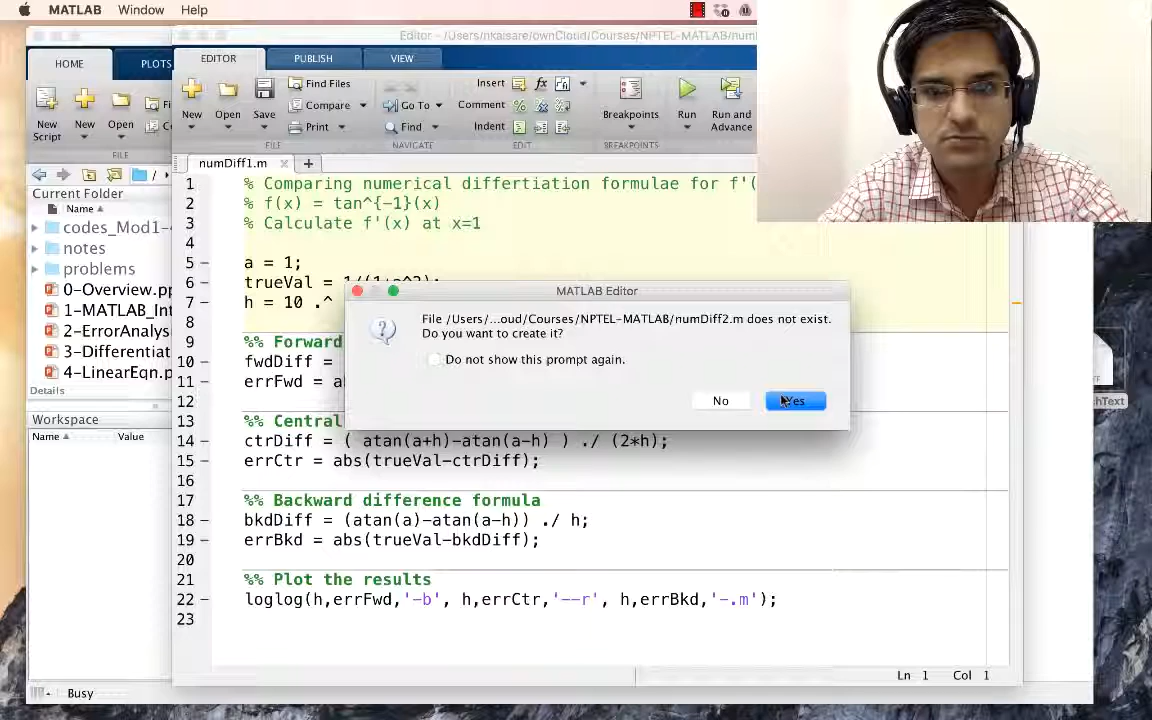 MATLAB Window Help
Editor - /Users/nkaisare/ownCloud/Courses/NPTEL-MATLAB/num
HOME PLOTS
EDITOR PUBLISH VIEW
New Script New Open
FILE
New Open Save
Find Files
Compare
Print
FILE
Go To
Find
NAVIGATE
Insert
Comment
Indent
EDIT
Breakpoints
BREAKPOINTS
Run
Run and Advance
Current Folder
Name
codes_Mod1-
notes
problems
0-Overview.pp
1-MATLAB_Int
2-ErrorAnalys
3-Differentiat
4-LinearEqn.p
Details
Workspace
Name Value
Busy
numDiff1.m
1 % Comparing numerical differtiation formulae for f'(
2 % f(x) = tan^{-1}(x)
3 % Calculate f'(x) at x=1
4
5 a = 1;
6 trueVal = 1/(1+a^2);
7 h = 10 .^
8
9 %% Forward
10 fwdDiff =
11 errFwd = a
12
13 %% Central
14 ctrDiff = ( atan(a+h)-atan(a-h) ) ./ (2*h);
15 errCtr = abs(trueVal-ctrDiff);
16
17 %% Backward difference formula
18 bkdDiff = (atan(a)-atan(a-h)) ./ h;
19 errBkd = abs(trueVal-bkdDiff);
20
21 %% Plot the results
22 loglog(h,errFwd,'-b', h,errCtr,'--r', h,errBkd,'-.m');
23
MATLAB Editor
File /Users/...oud/Courses/NPTEL-MATLAB/numDiff2.m does not exist.
Do you want to create it?
Do not show this prompt again.
No Yes
Ln 1 Col 1